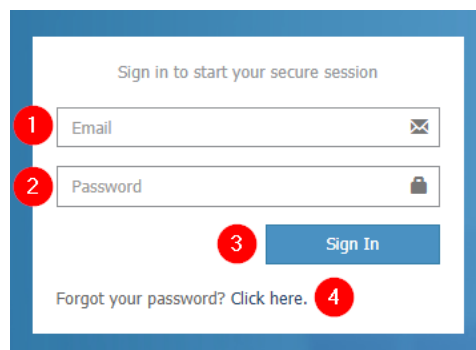 Sign in to start your secure session
1 Email
2 Password
3 Sign In
Forgot your password? Click here. 4